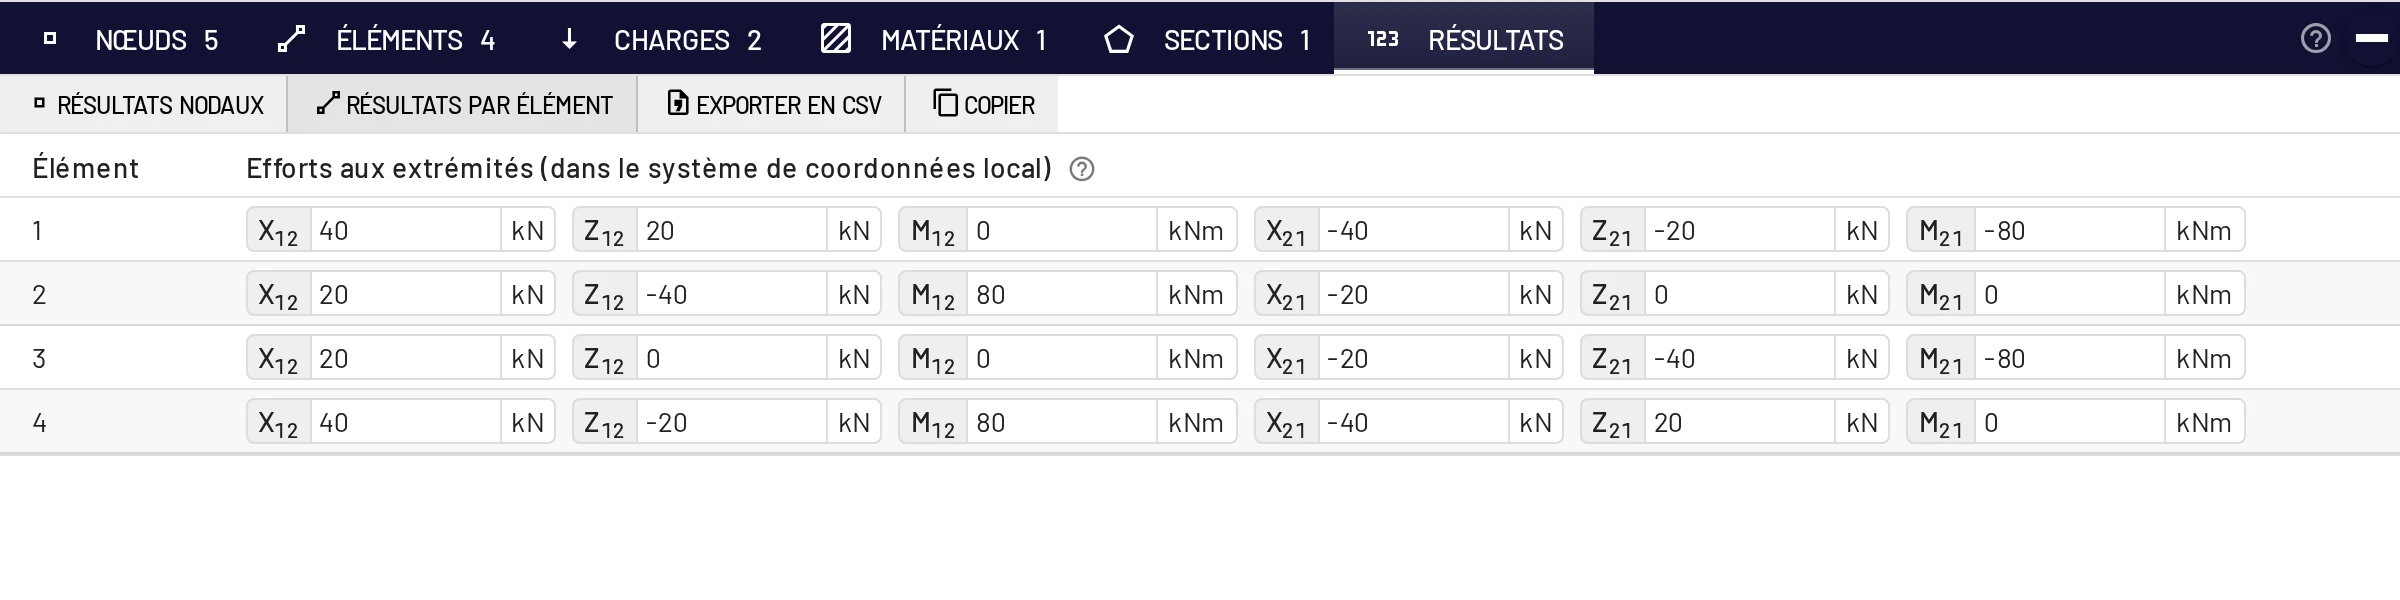 NŒUDS 5 ÉLÉMENTS 4 CHARGES 2 MATÉRIAUX 1 SECTIONS 1 123 RÉSULTATS ?
RÉSULTATS NODAUX RÉSULTATS PAR ÉLÉMENT EXPORTER EN CSV COPIER
Élément Efforts aux extrémités (dans le système de coordonnées local) ?
1 X12 40 kN Z12 20 kN M12 0 kNm X21 -40 kN Z21 -20 kN M21 -80 kNm
2 X12 20 kN Z12 -40 kN M12 80 kNm X21 -20 kN Z21 0 kN M21 0 kNm
3 X12 20 kN Z12 0 kN M12 0 kNm X21 -20 kN Z21 -40 kN M21 -80 kNm
4 X12 40 kN Z12 -20 kN M12 80 kNm X21 -40 kN Z21 20 kN M21 0 kNm